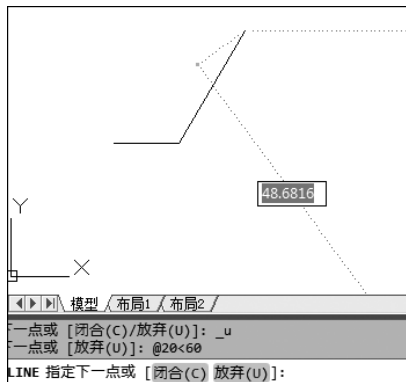 48.6816
Y
X
模型 布局1 布局2
下一点或 [闭合(C)/放弃(U)]: _u
下一点或 [放弃(U)]: @20<60
LINE 指定下一点或 [闭合(C) 放弃(U)]: